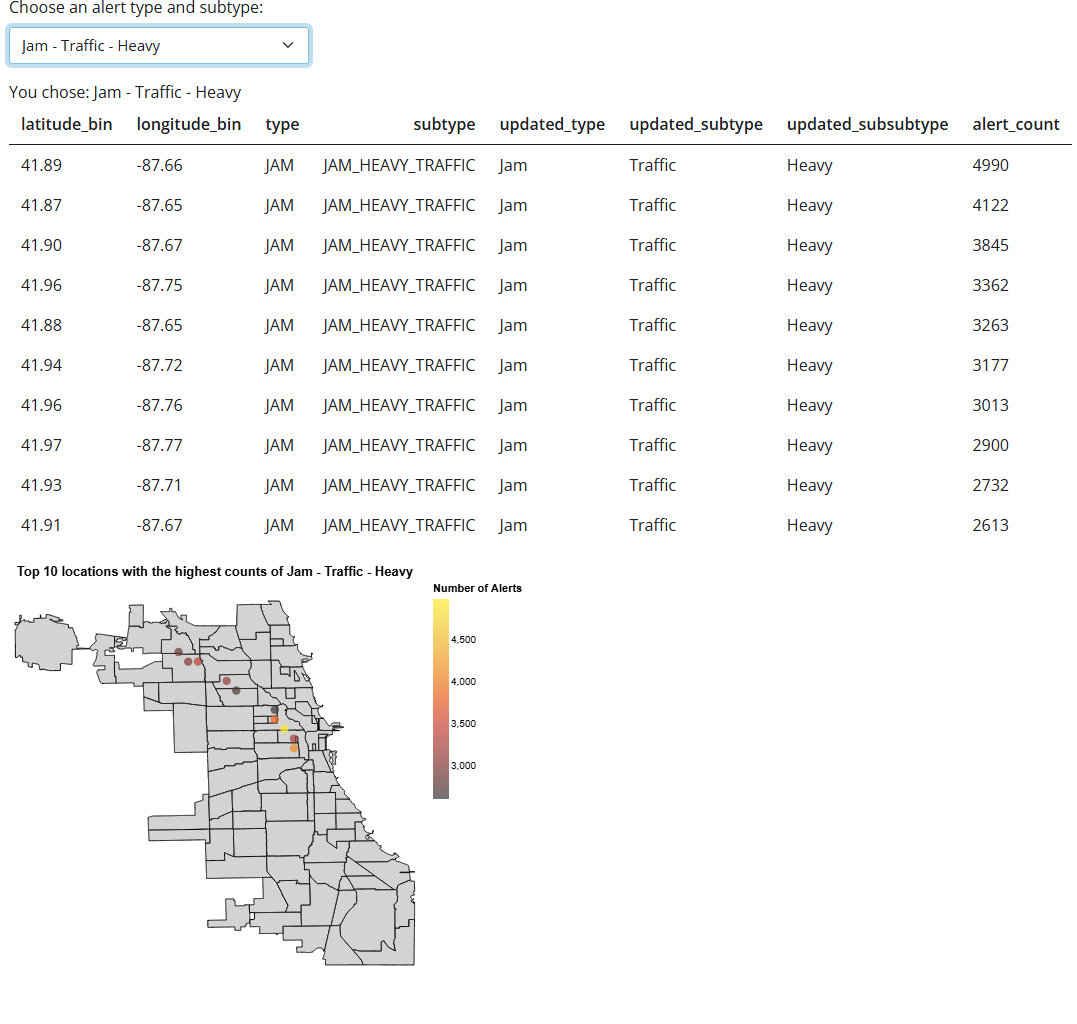 Choose an alert type and subtype:
Jam - Traffic - Heavy
You chose: Jam - Traffic - Heavy
latitude_bin longitude_bin type subtype updated_type updated_subtype updated_subsubtype alert_count
41.89 -87.66 JAM JAM_HEAVY_TRAFFIC Jam Traffic Heavy 4990
41.87 -87.65 JAM JAM_HEAVY_TRAFFIC Jam Traffic Heavy 4122
41.90 -87.67 JAM JAM_HEAVY_TRAFFIC Jam Traffic Heavy 3845
41.96 -87.75 JAM JAM_HEAVY_TRAFFIC Jam Traffic Heavy 3362
41.88 -87.65 JAM JAM_HEAVY_TRAFFIC Jam Traffic Heavy 3263
41.94 -87.72 JAM JAM_HEAVY_TRAFFIC Jam Traffic Heavy 3177
41.96 -87.76 JAM JAM_HEAVY_TRAFFIC Jam Traffic Heavy 3013
41.97 -87.77 JAM JAM_HEAVY_TRAFFIC Jam Traffic Heavy 2900
41.93 -87.71 JAM JAM_HEAVY_TRAFFIC Jam Traffic Heavy 2732
41.91 -87.67 JAM JAM_HEAVY_TRAFFIC Jam Traffic Heavy 2613
Top 10 locations with the highest counts of Jam - Traffic - Heavy
Number of Alerts
4,500
4,000
3,500
3,000